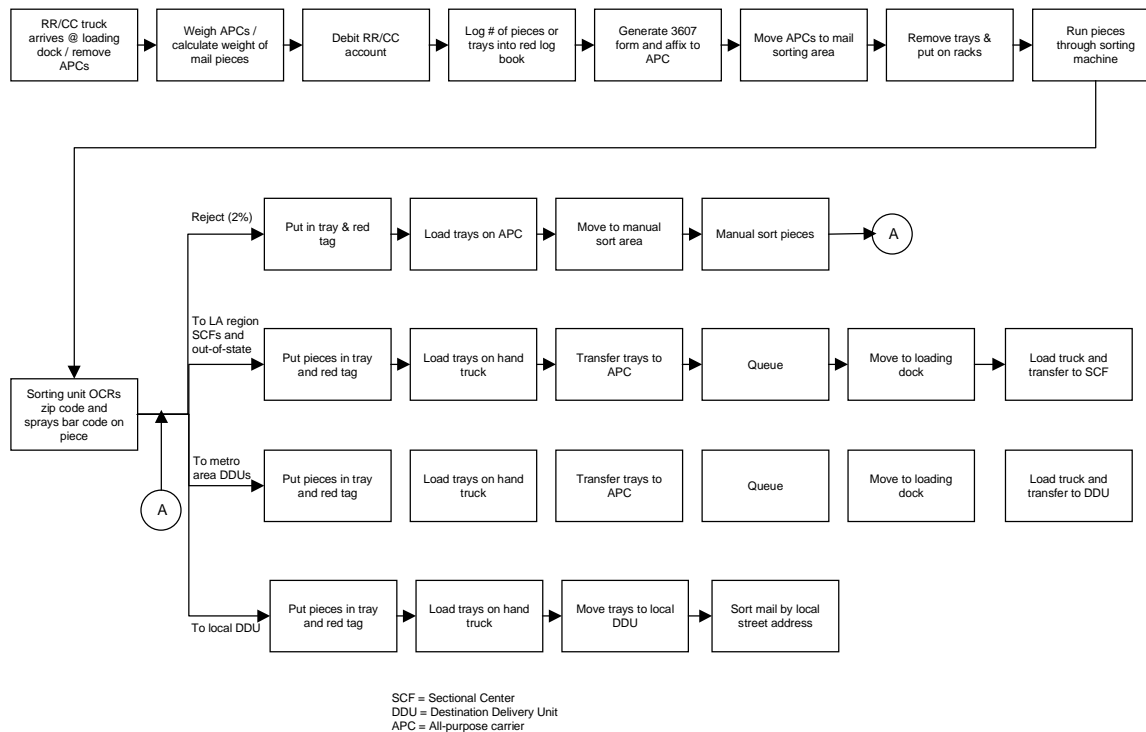 RR/CC truck
arrives @ loading
dock / remove
APCs
Weigh APCs /
calculate weight of
mail pieces
Debit RR/CC
account
Log # of pieces or
trays into red log
book
Generate 3607
form and affix to
APC
Move APCs to mail
sorting area
Remove trays &
put on racks
Run pieces
through sorting
machine
Reject (2%)
Put in tray & red
tag
Load trays on APC
Move to manual
sort area
Manual sort pieces
A
To LA region
SCFs and
out-of-state
Put pieces in tray
and red tag
Load trays on hand
truck
Transfer trays to
APC
Queue
Move to loading
dock
Load truck and
transfer to SCF
Sorting unit OCRs
zip code and
sprays bar code on
piece
To metro
area DDUs
Put pieces in tray
and red tag
Load trays on hand
truck
Transfer trays to
APC
Queue
Move to loading
dock
Load truck and
transfer to DDU
A
To local DDU
Put pieces in tray
and red tag
Load trays on hand
truck
Move trays to local
DDU
Sort mail by local
street address
SCF = Sectional Center
DDU = Destination Delivery Unit
APC = All-purpose carrier